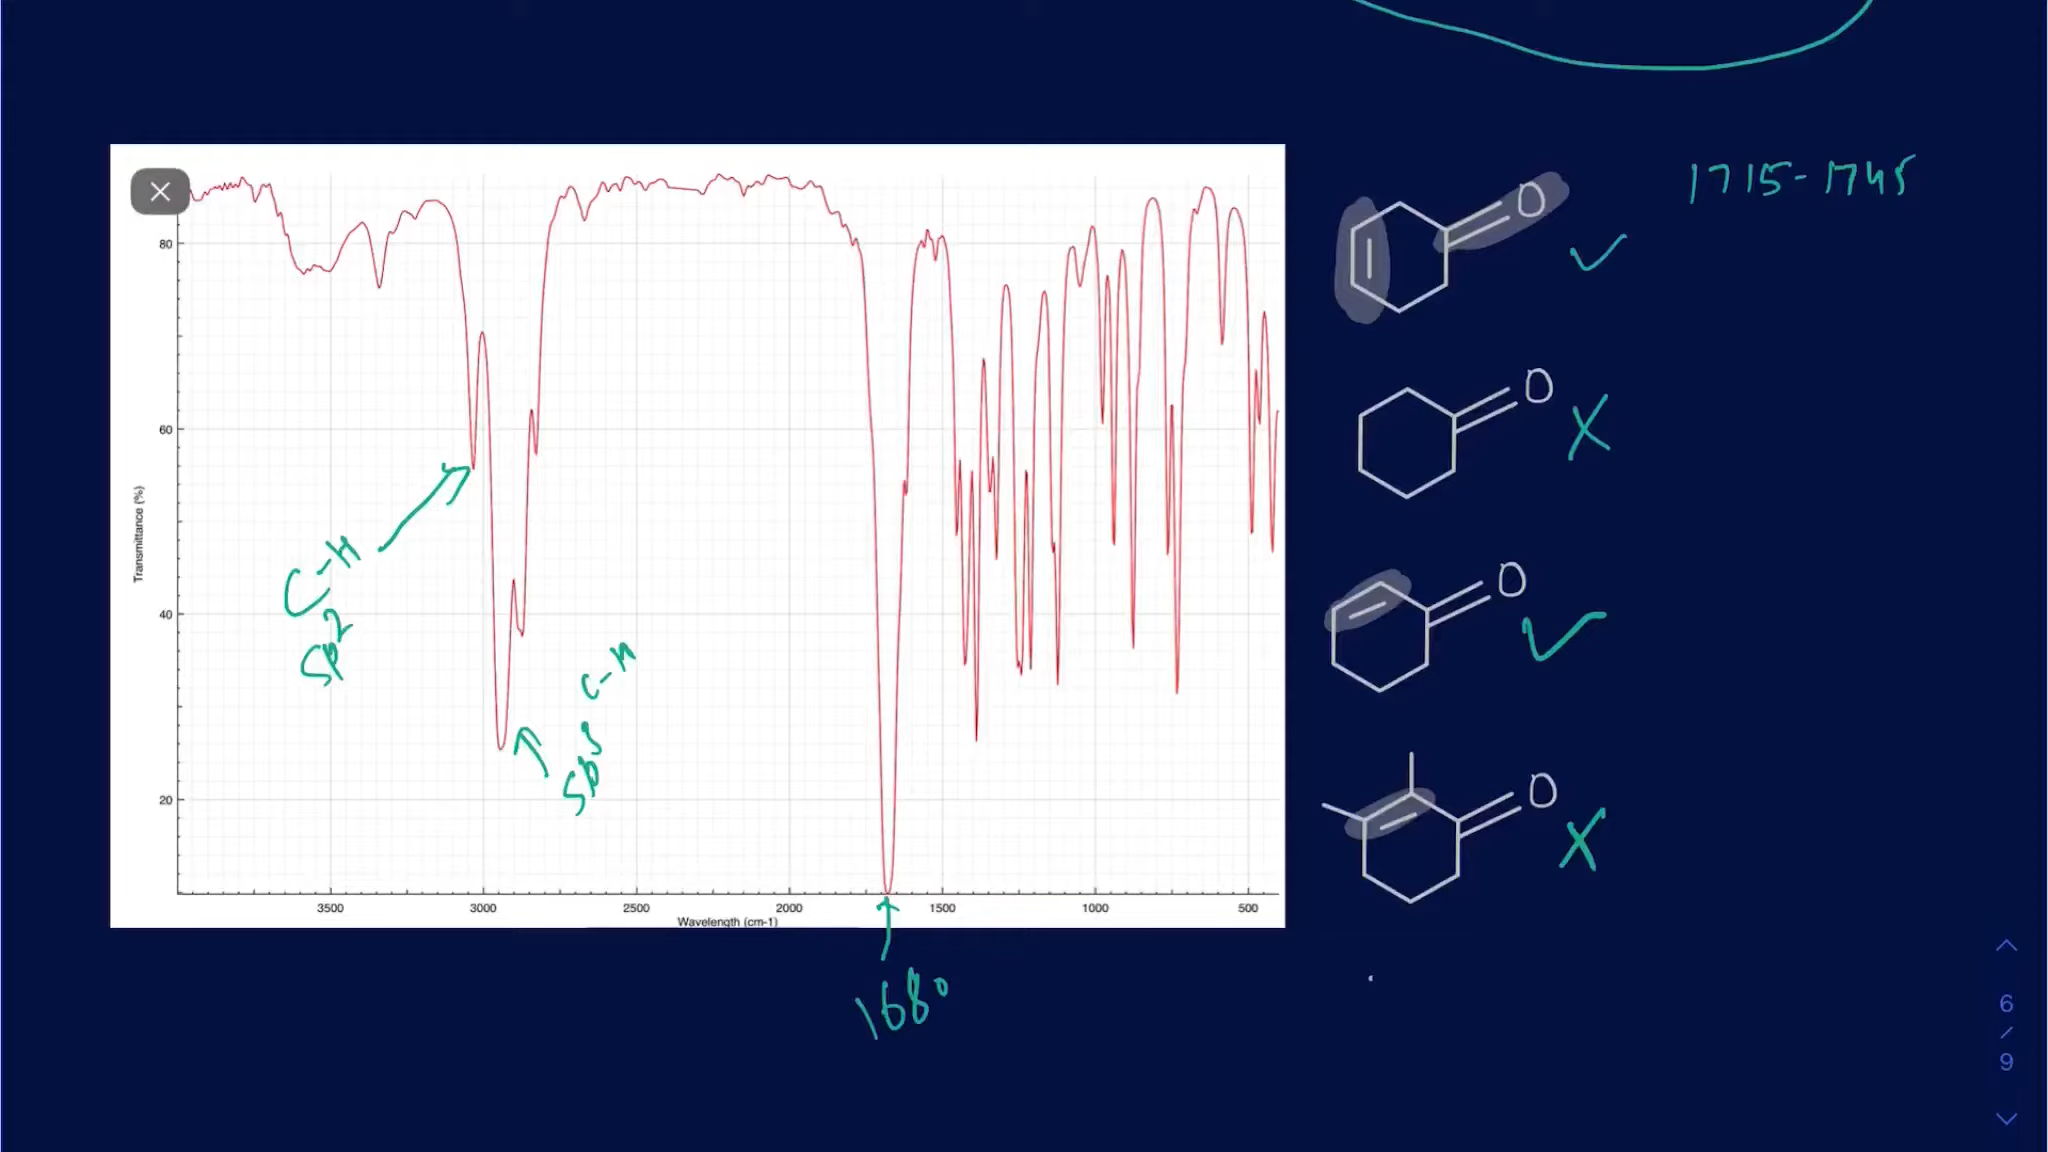 1715-1745
O
80
O
60
Transmittance (%)
C-H
sp2
O
40
C-H
sp3
O
20
3500 3000 2500 2000 1500 1000 500
Wavelength (cm-1)
1680
6
/
9